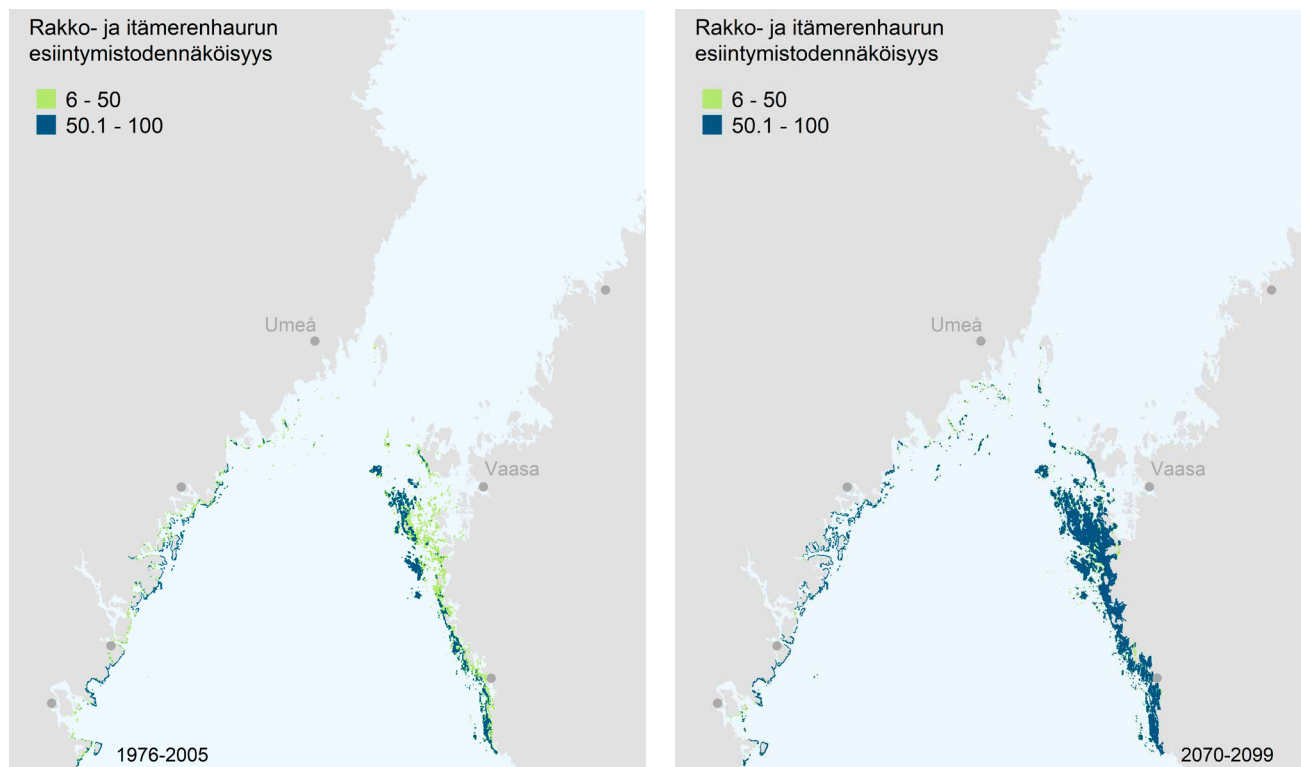 Rakko- ja itämerenhaurun
esiintymistodennäköisyys
6 - 50
50.1 - 100
Umeå
Vaasa
1976-2005
Rakko- ja itämerenhaurun
esiintymistodennäköisyys
6 - 50
50.1 - 100
Umeå
Vaasa
2070-2099